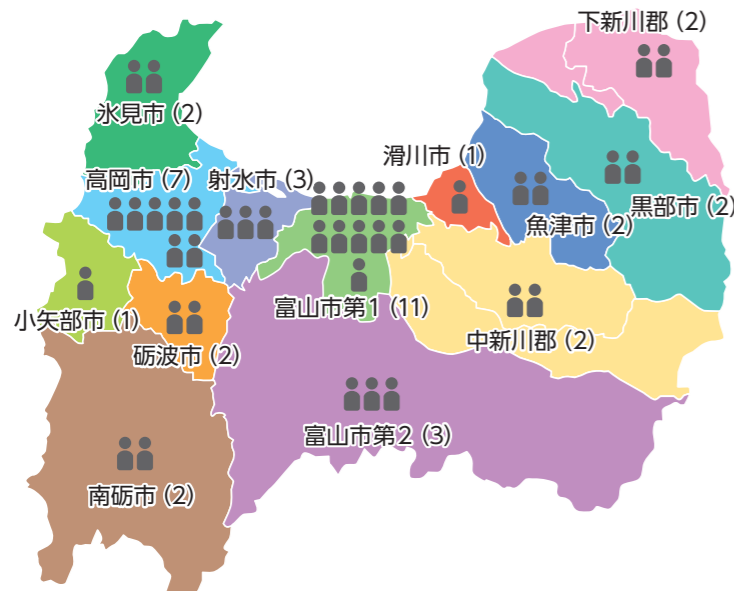 下新川郡 (2)
氷見市 (2)
滑川市 (1)
高岡市 (7)
射水市 (3)
黒部市 (2)
魚津市 (2)
富山市第1 (11)
小矢部市 (1)
中新川郡 (2)
砺波市 (2)
富山市第2 (3)
南砺市 (2)